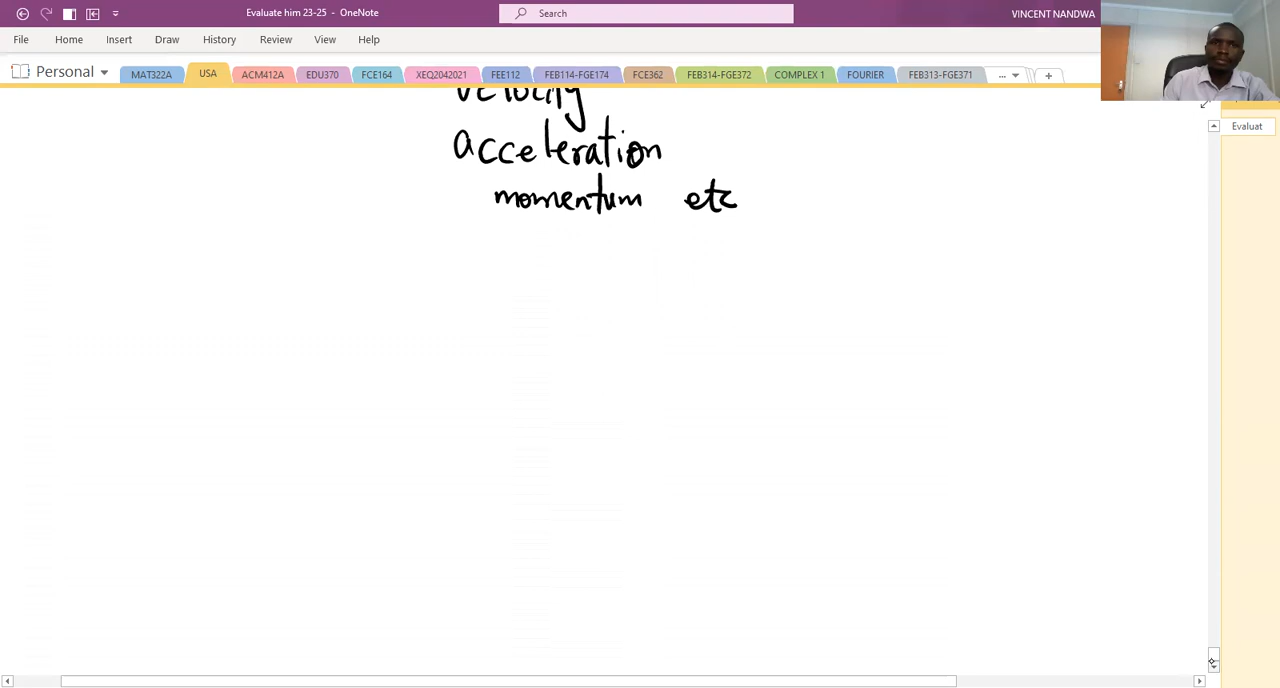 Evaluate him 23-25 - OneNote
Search
VINCENT NANDWA
File Home Insert Draw History Review View Help
Personal MAT322A USA ACM412A EDU370 FCE164 XEQ2042021 FEE112 FEB114-FGE174 FCE362 FEB314-FGE372 COMPLEX 1 FOURIER FEB313-FGE371 ... +
velocity
Evaluat
acceleration
momentum etc